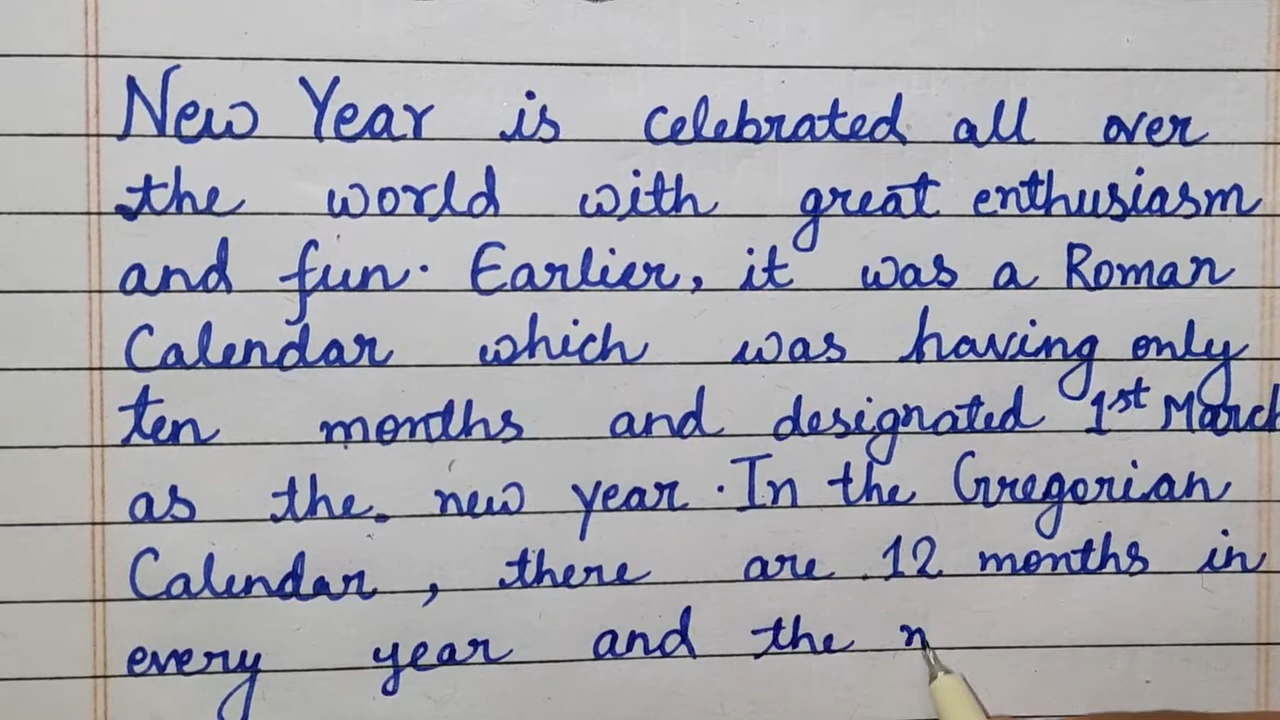 New Year is celebrated all over
the world with great enthusiasm
and fun. Earlier, it was a Roman
Calendar which was having only
ten months and designated 1st March
as the new year. In the Gregorian
Calendar, there are 12 months in
every year and the n